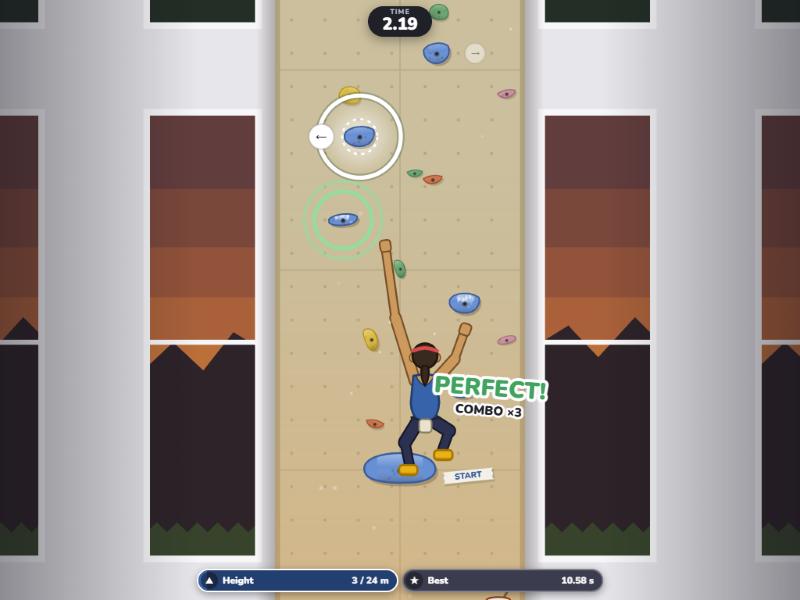 TIME
2.19
→
←
PERFECT!
COMBO ×3
START
Height 3 / 24 m
Best 10.58 s